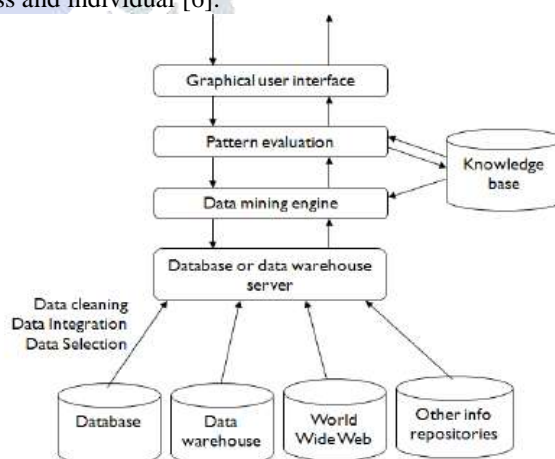 ss and Individual [6].
Graphical user interface
Pattern evaluation
Knowledge
base
Data mining engine
Database or data warehouse
server
Data cleaning
Data Integration
Data Selection
Database
Data
warehouse
World
Wide Web
Other info
repositories